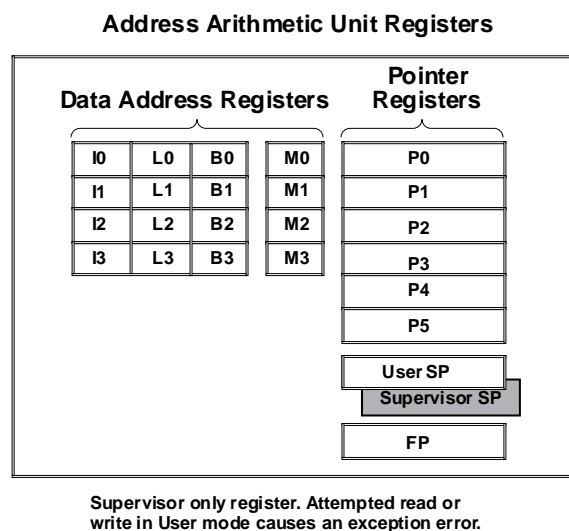 Address Arithmetic Unit Registers
Data Address Registers
Pointer
Registers
I0 L0 B0 M0 P0
I1 L1 B1 M1 P1
I2 L2 B2 M2 P2
I3 L3 B3 M3 P3
P4
P5
User SP
Supervisor SP
FP
Supervisor only register. Attempted read or
write in User mode causes an exception error.